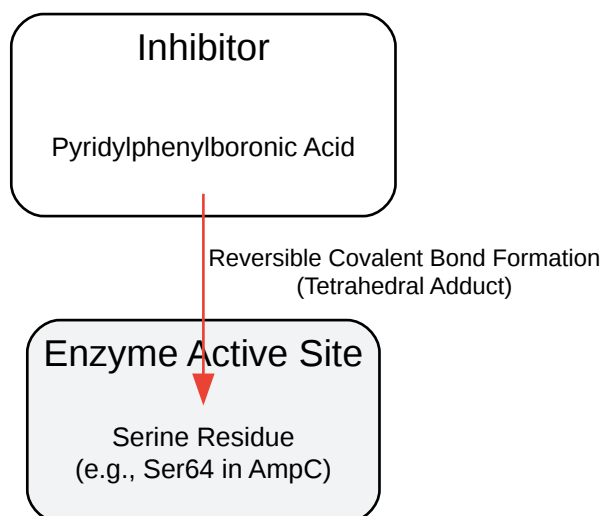 Inhibitor
Pyridylphenylboronic Acid
Reversible Covalent Bond Formation
(Tetrahedral Adduct)
Enzyme Active Site
Serine Residue
(e.g., Ser64 in AmpC)